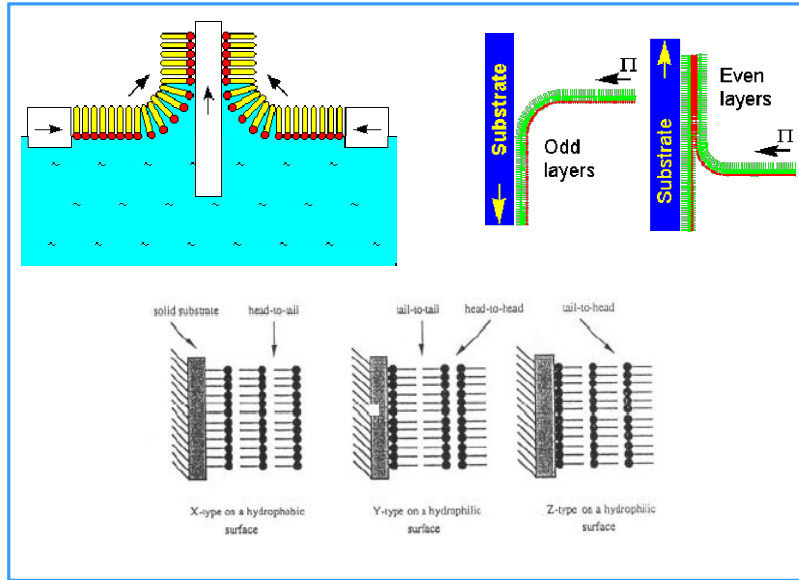 Substrate
Π
Odd
layers
Substrate
Even
layers
Π
solid substrate
head-to-tail
tail-to-tail
head-to-head
tail-to-head
X-type on a hydrophobic
surface
Y-type on a hydrophilic
surface
Z-type on a hydrophilic
surface